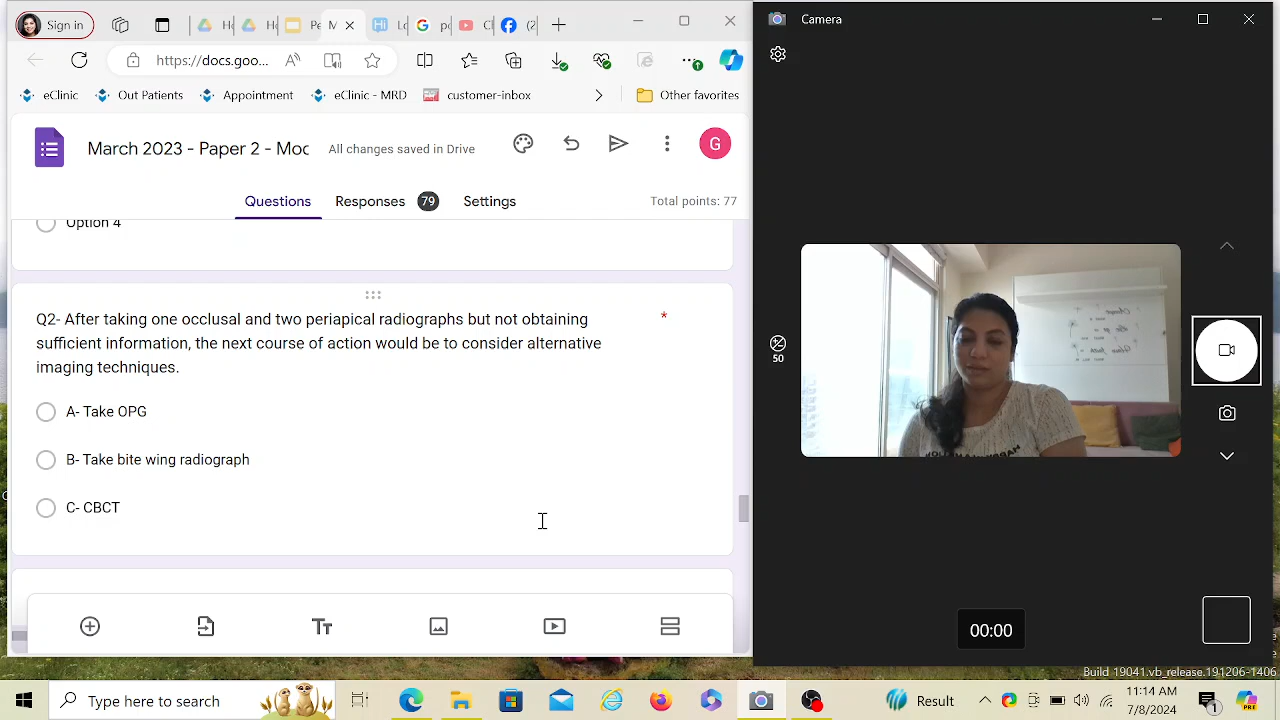 Sign i
https://docs.goo...
Clinic
Out Patients
Appointment
eClinic - MRD
customer-inbox
Other favorites
March 2023 - Paper 2 - Moc
All changes saved in Drive
G
Questions
Responses
79
Settings
Total points: 77
Option 4
Q2- After taking one occlusal and two periapical radiographs but not obtaining
sufficient information, the next course of action would be to consider alternative
imaging techniques.
*
A- Take OPG
B- Take bite wing radiograph
C- CBCT
Camera
50
00:00
Build 19041.vb_release.191206-1406
Type here to search
Result
11:14 AM
7/8/2024
1
PRE